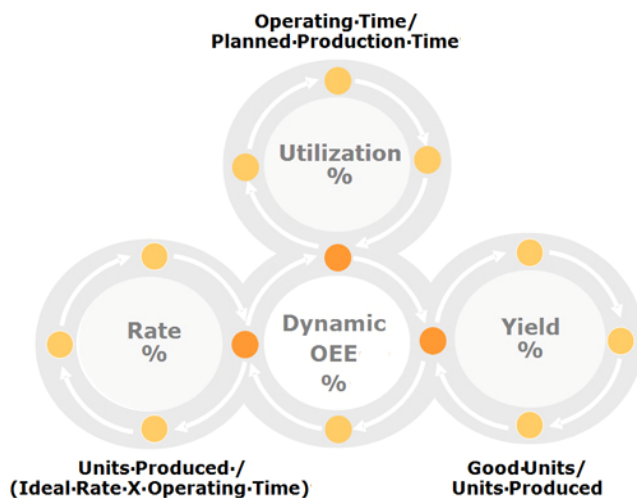 Operating·Time/
Planned·Production·Time
Utilization
%
Rate
%
Dynamic
OEE
%
Yield
%
Units·Produced·/
(Ideal·Rate·X·Operating·Time)
Good·Units/
Units·Produced